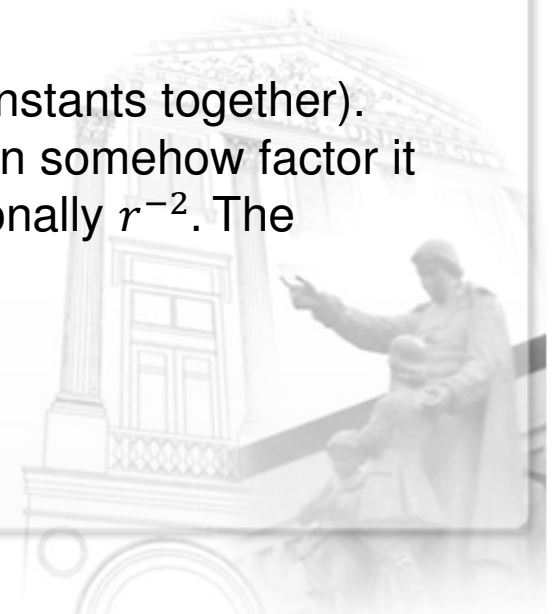 nstants together).
n somehow factor it
onally r⁻². The